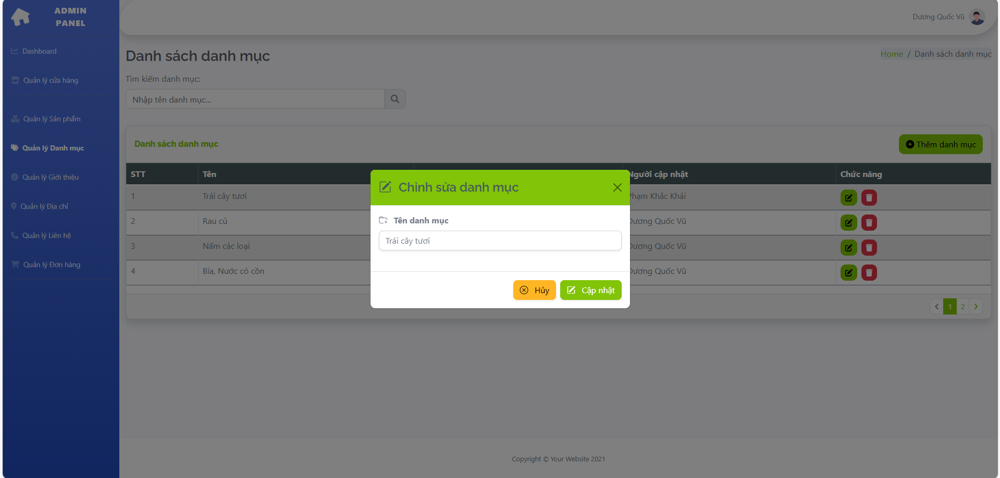 ADMIN
PANEL
Dashboard
Quản lý cửa hàng
Quản lý Sản phẩm
Quản lý Danh mục
Quản lý Giới thiệu
Quản lý Địa chỉ
Quản lý Liên hệ
Quản lý Đơn hàng
Dương Quốc Vũ
Danh sách danh mục
Home / Danh sách danh mục
Tìm kiếm danh mục:
Nhập tên danh mục...
Danh sách danh mục
Thêm danh mục
STT Tên Người cập nhật Chức năng
1 Trái cây tươi Phạm Khắc Khải
2 Rau củ Dương Quốc Vũ
3 Nấm các loại Dương Quốc Vũ
4 Bia, Nước có cồn Dương Quốc Vũ
1 2
Chỉnh sửa danh mục
Tên danh mục
Trái cây tươi
Hủy Cập nhật
Copyright © Your Website 2021